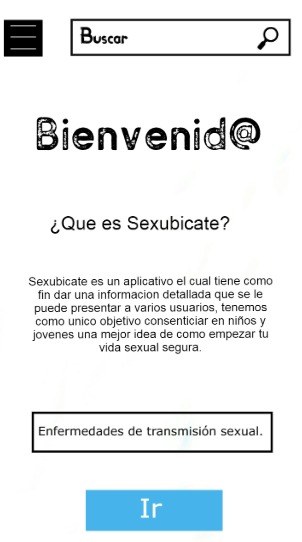 Buscar
Bienvenid@
¿Que es Sexubicate?
Sexubicate es un aplicativo el cual tiene como
fin dar una informacion detallada que se le
puede presentar a varios usuarios, tenemos
como unico objetivo consenticiar en niños y
jovenes una mejor idea de como empezar tu
vida sexual segura.
Enfermedades de transmisión sexual.
Ir